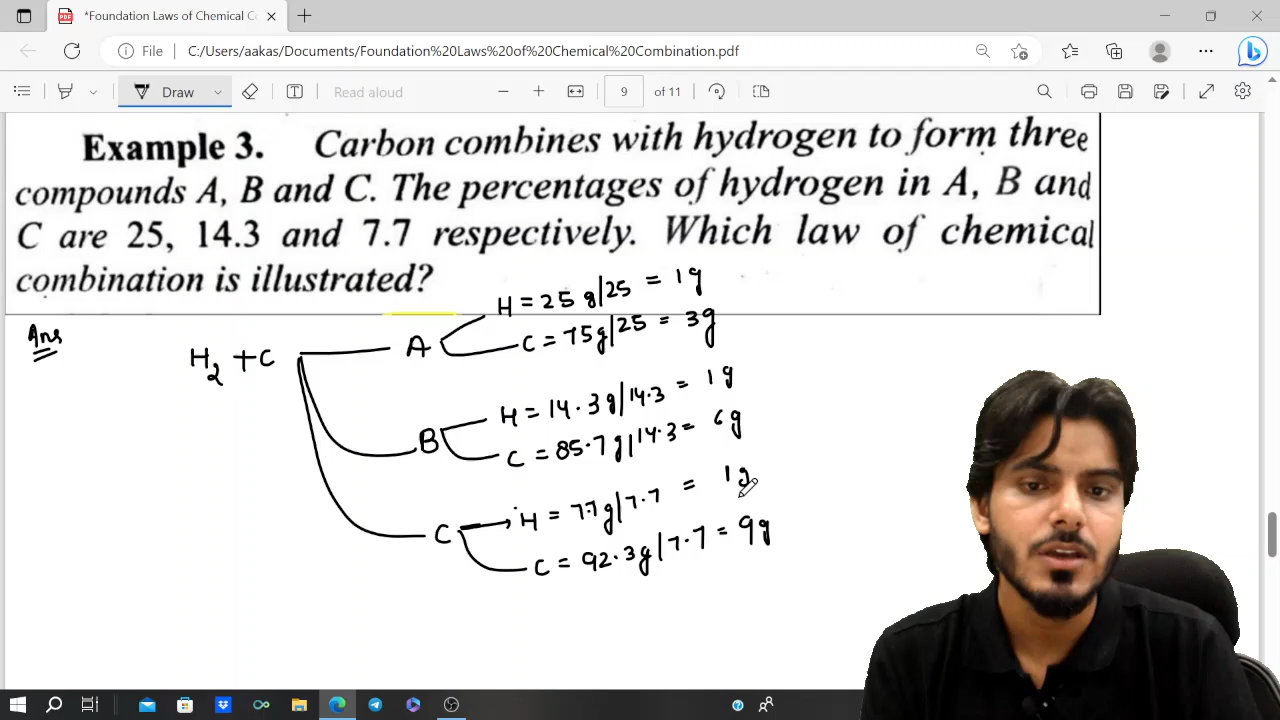 *Foundation Laws of Chemical C
File C:/Users/aakas/Documents/Foundation%20Laws%20of%20Chemical%20Combination.pdf
Draw Read aloud 9 of 11
Example 3. Carbon combines with hydrogen to form three
compounds A, B and C. The percentages of hydrogen in A, B and
C are 25, 14.3 and 7.7 respectively. Which law of chemical
combination is illustrated?
Ans
H₂ + C
A
H = 25 g/25 = 1g
C = 75g/25 = 3g
B
H = 14.3g/14.3 = 1g
C = 85.7g/14.3 = 6g
C
H = 7.7g/7.7 = 1g
C = 92.3g/7.7 = 9g